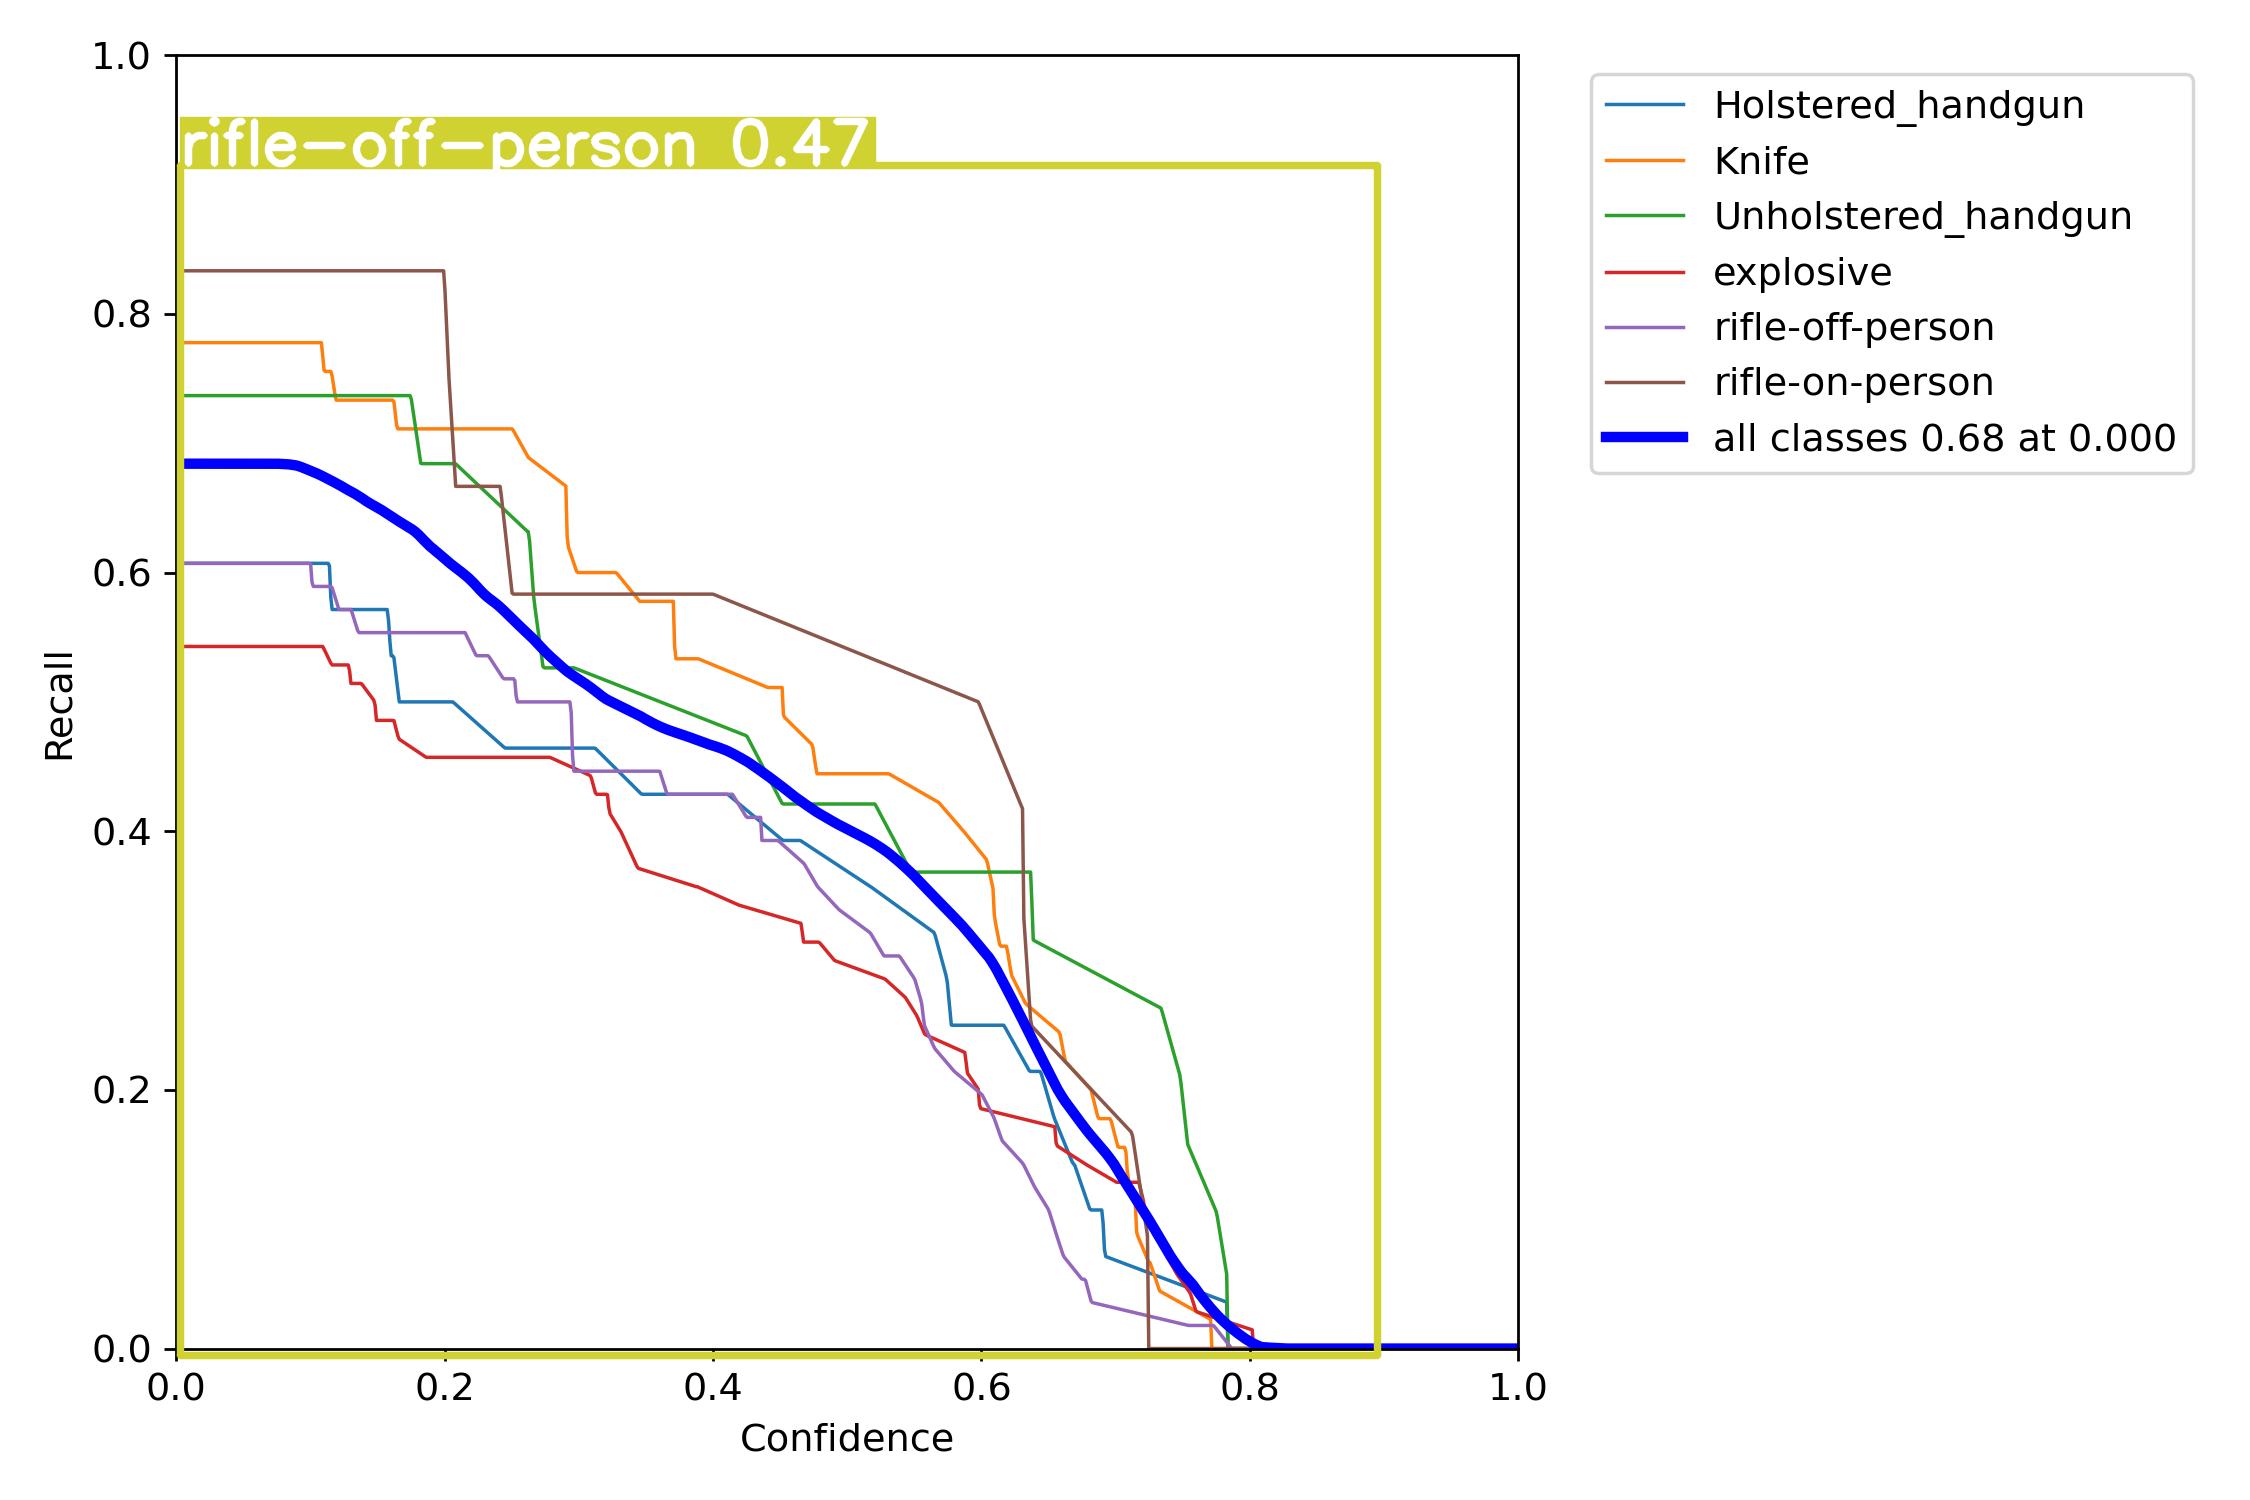 1.0
rifle-off-person 0.47
0.8
0.6
0.4
0.2
0.0
Recall
0.0 0.2 0.4 0.6 0.8 1.0
Confidence
Holstered_handgun
Knife
Unholstered_handgun
explosive
rifle-off-person
rifle-on-person
all classes 0.68 at 0.000